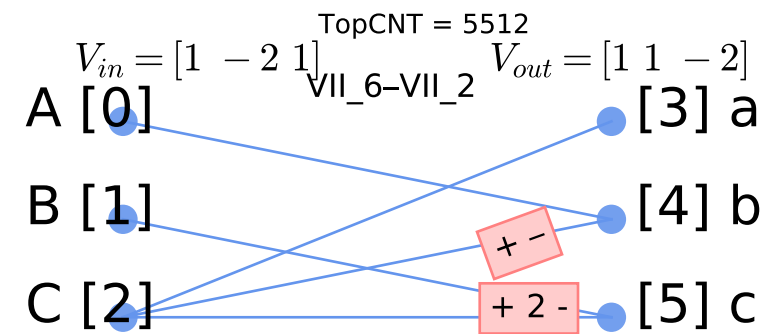 TopCNT = 5512
V_in = [1 − 2 1] V_out = [1 1 − 2]
VII_6–VII_2
A [0] [3] a
B [1] [4] b
+ −
C [2] + 2 - [5] c